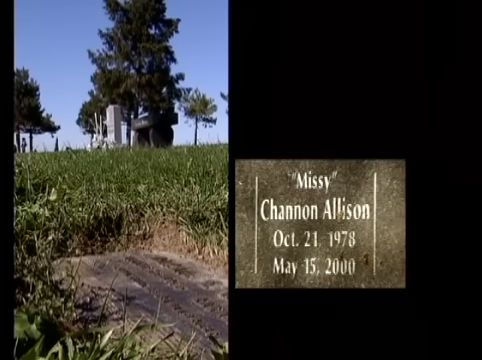 "Missy"
Channon Allison
Oct. 21, 1978
May 15, 2000